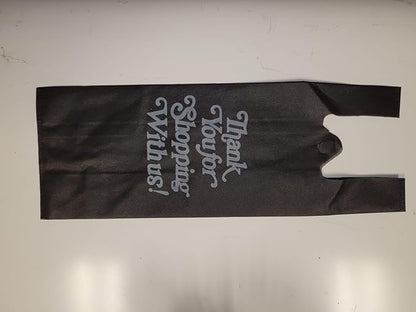 Thank
You for
Shopping
With us!